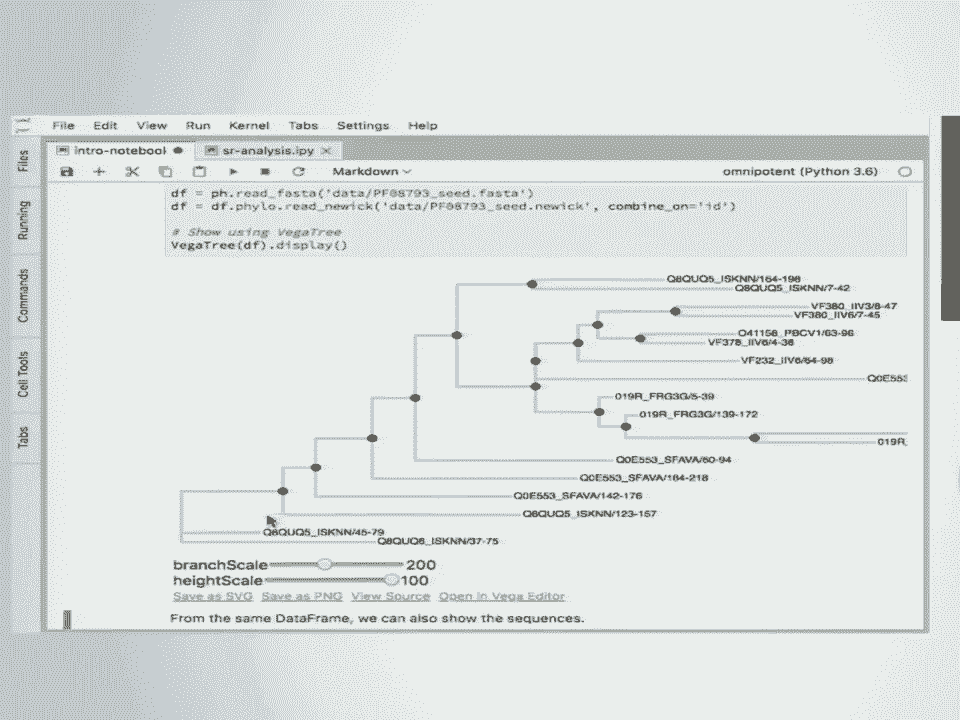 File Edit View Run Kernel Tabs Settings Help
intro-notebook sr-analysis.ipy
Markdown omnipotent (Python 3.6)
Files
Running
Commands
Cell Tools
Tabs
df = ph.read_fasta('data/PF08793_seed.fasta')
df = df.phylo.read_newick('data/PF08793_seed.newick', combine_on='id')
# Show using VegaTree
VegaTree(df).display()
Q8QUQ5_ISKNN/164-198
Q8QUQ5_ISKNN/7-42
VF380_IIV3/8-47
VF380_IIV6/7-45
O41158_PBCV1/63-96
VF378_IIV6/4-38
VF232_IIV6/64-98
Q0E553
019R_FRG3G/5-39
019R_FRG3G/139-172
019R_
Q0E553_SFAVA/60-94
Q0E553_SFAVA/184-218
Q0E553_SFAVA/142-176
Q8QUQ5_ISKNN/123-157
Q8QUQ5_ISKNN/45-79
Q8QUQ6_ISKNN/37-75
branchScale 200
heightScale 100
Save as SVG Save as PNG View Source Open in Vega Editor
From the same DataFrame, we can also show the sequences.